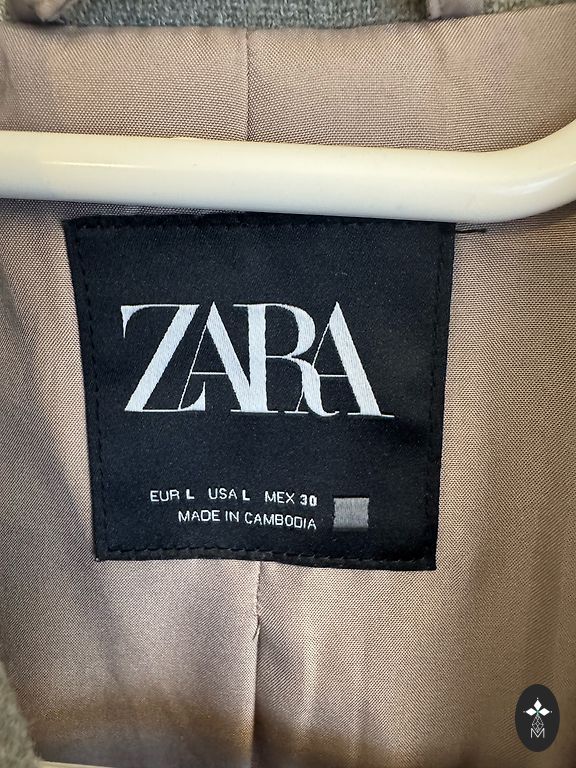 ZARA
EUR L USA L MEX 30
MADE IN CAMBODIA
M